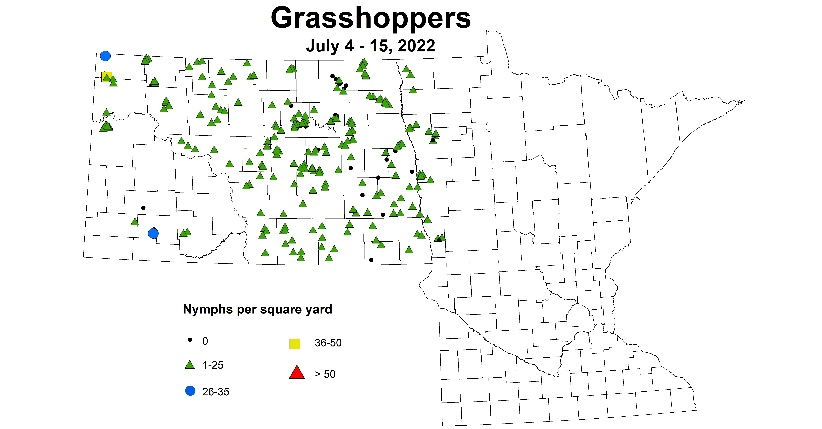 Grasshoppers
July 4 - 15, 2022
Nymphs per square yard
0
1-25
26-35
36-50
> 50